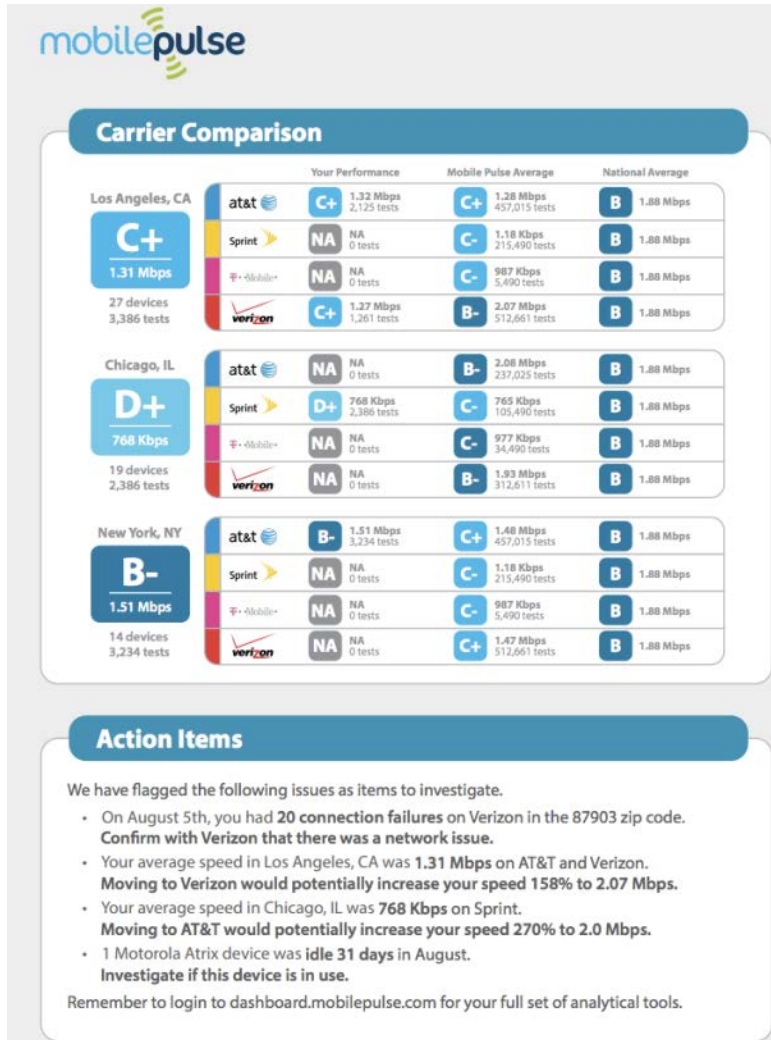 mobilepulse
Carrier Comparison
Your Performance Mobile Pulse Average National Average
Los Angeles, CA
C+
1.31 Mbps
27 devices
3,386 tests
at&t C+ 1.32 Mbps 2,125 tests C+ 1.28 Mbps 457,015 tests B 1.88 Mbps
Sprint NA NA 0 tests C- 1.18 Kbps 215,490 tests B 1.88 Mbps
T-Mobile NA NA 0 tests C- 987 Kbps 5,490 tests B 1.88 Mbps
verizon C+ 1.27 Mbps 1,261 tests B- 2.07 Mbps 512,661 tests B 1.88 Mbps
Chicago, IL
D+
768 Kbps
19 devices
2,386 tests
at&t NA NA 0 tests B- 2.08 Mbps 237,025 tests B 1.88 Mbps
Sprint D+ 768 Kbps 2,386 tests C- 765 Kbps 105,490 tests B 1.88 Mbps
T-Mobile NA NA 0 tests C- 977 Kbps 34,490 tests B 1.88 Mbps
verizon NA NA 0 tests B- 1.93 Mbps 312,611 tests B 1.88 Mbps
New York, NY
B-
1.51 Mbps
14 devices
3,234 tests
at&t B- 1.51 Mbps 3,234 tests C+ 1.48 Mbps 457,015 tests B 1.88 Mbps
Sprint NA NA 0 tests C- 1.18 Kbps 215,490 tests B 1.88 Mbps
T-Mobile NA NA 0 tests C- 987 Kbps 5,490 tests B 1.88 Mbps
verizon NA NA 0 tests C+ 1.47 Mbps 512,661 tests B 1.88 Mbps
Action Items
We have flagged the following issues as items to investigate.
• On August 5th, you had 20 connection failures on Verizon in the 87903 zip code.
Confirm with Verizon that there was a network issue.
• Your average speed in Los Angeles, CA was 1.31 Mbps on AT&T and Verizon.
Moving to Verizon would potentially increase your speed 158% to 2.07 Mbps.
• Your average speed in Chicago, IL was 768 Kbps on Sprint.
Moving to AT&T would potentially increase your speed 270% to 2.0 Mbps.
• 1 Motorola Atrix device was idle 31 days in August.
Investigate if this device is in use.
Remember to login to dashboard.mobilepulse.com for your full set of analytical tools.